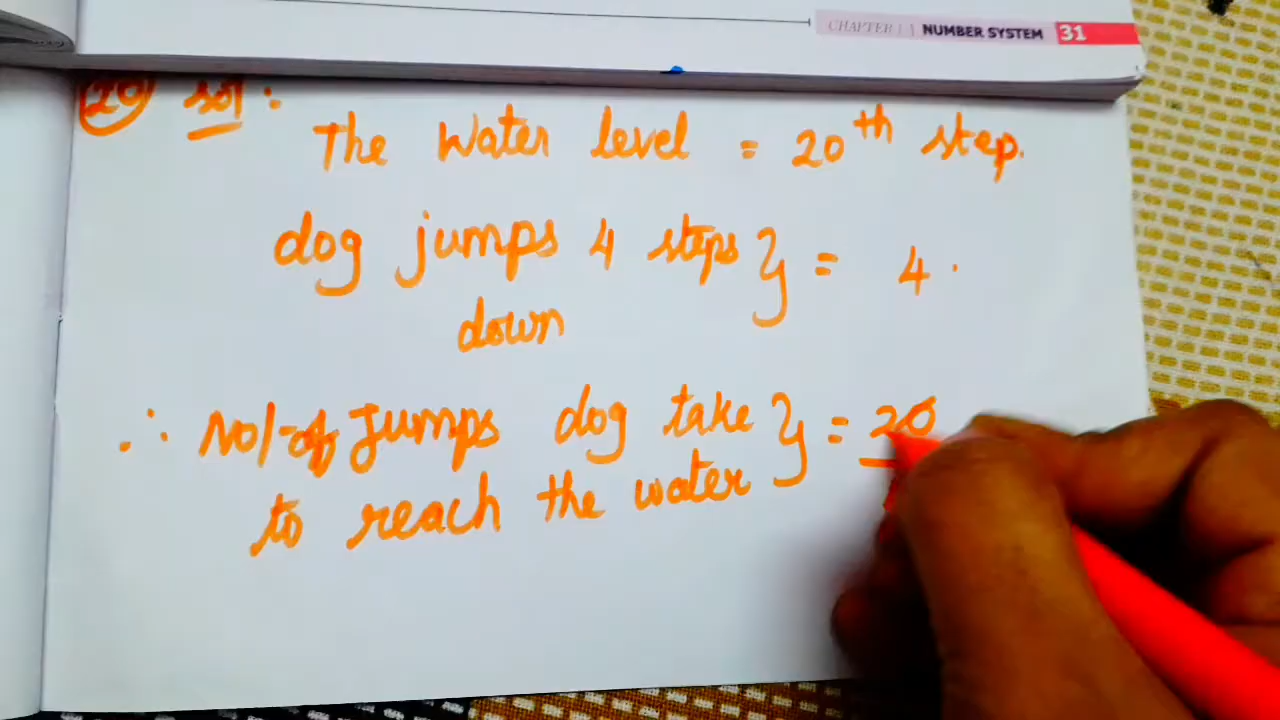 CHAPTER 1 | NUMBER SYSTEM 31
20 sol :
The Water level = 20th step.
dog jumps 4 steps } = 4.
down
∴ No/-of Jumps dog take } = 20
to reach the water